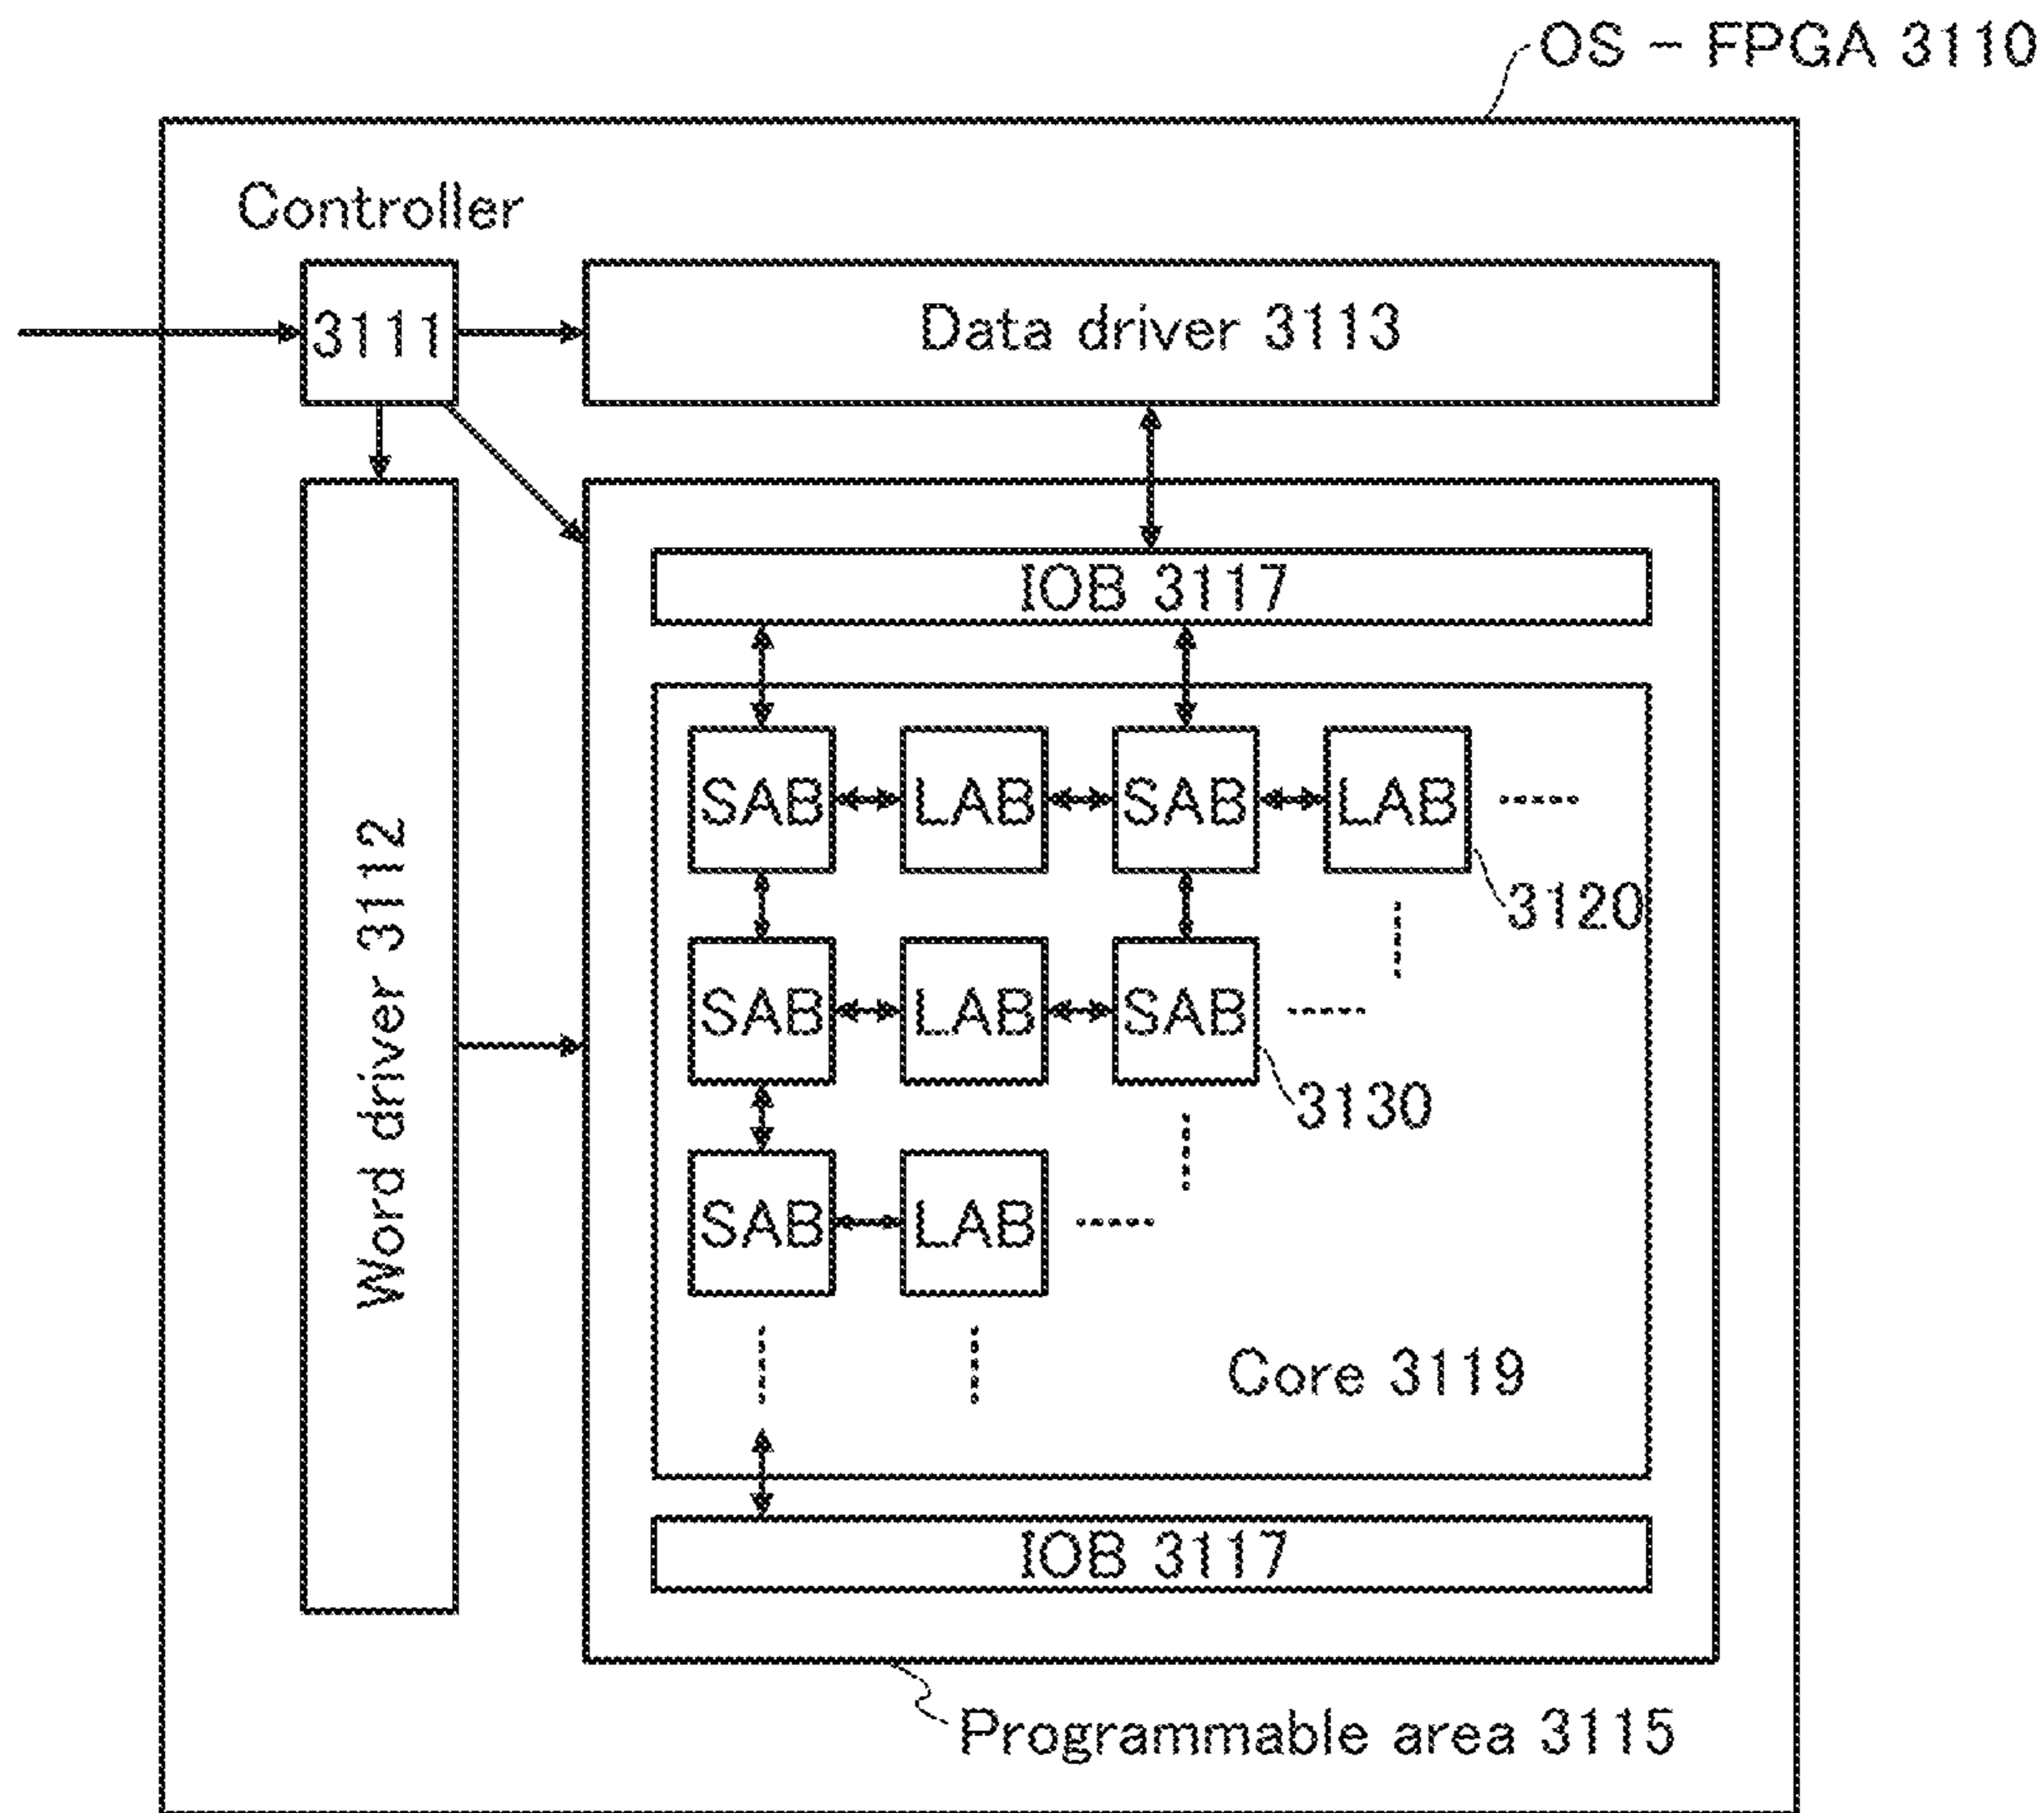 OS - FPGA 3110
Controller
3111
Data driver 3113
Word driver 3112
IOB 3117
SAB LAB SAB LAB
3120
SAB LAB SAB
3130
SAB LAB
Core 3119
IOB 3117
Programmable area 3115